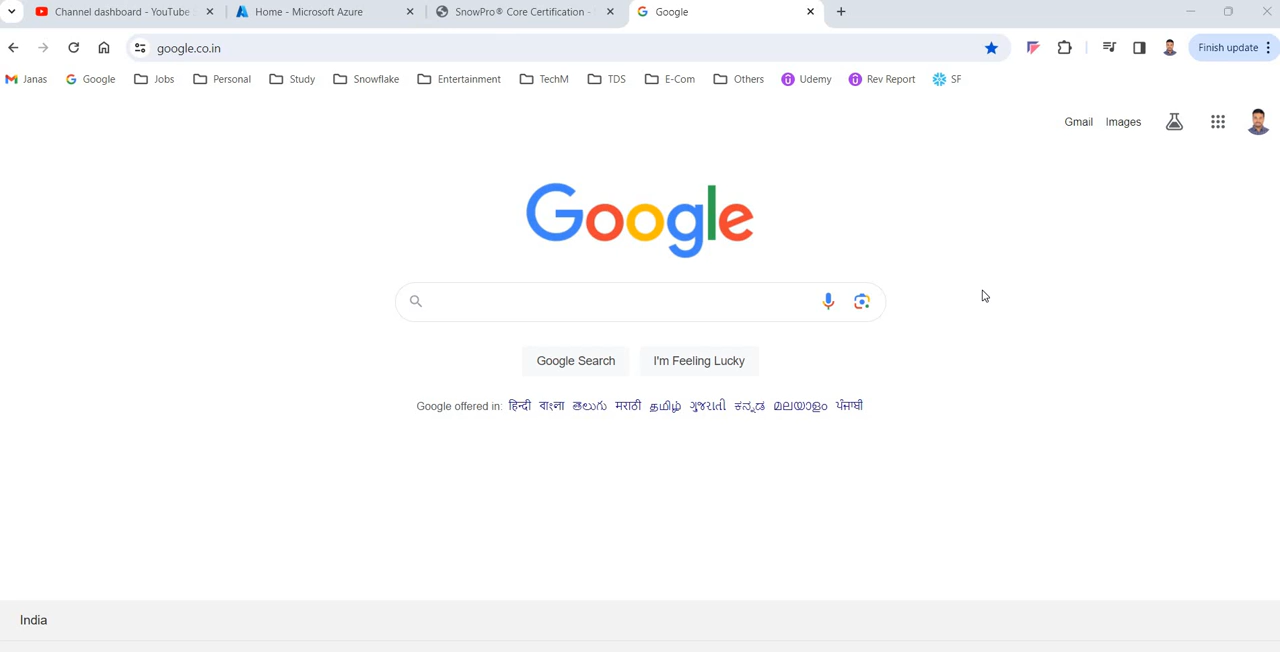 Channel dashboard - YouTube
Home - Microsoft Azure
SnowPro® Core Certification -
Google
google.co.in
Finish update
Janas
Google
Jobs
Personal
Study
Snowflake
Entertainment
TechM
TDS
E-Com
Others
Udemy
Rev Report
SF
Gmail
Images
Google
Google Search
I'm Feeling Lucky
Google offered in: हिन्दी বাংলা తెలుగు मराठी தமிழ் ગુજરાતી ಕನ್ನಡ മലയാളം ਪੰਜਾਬੀ
India